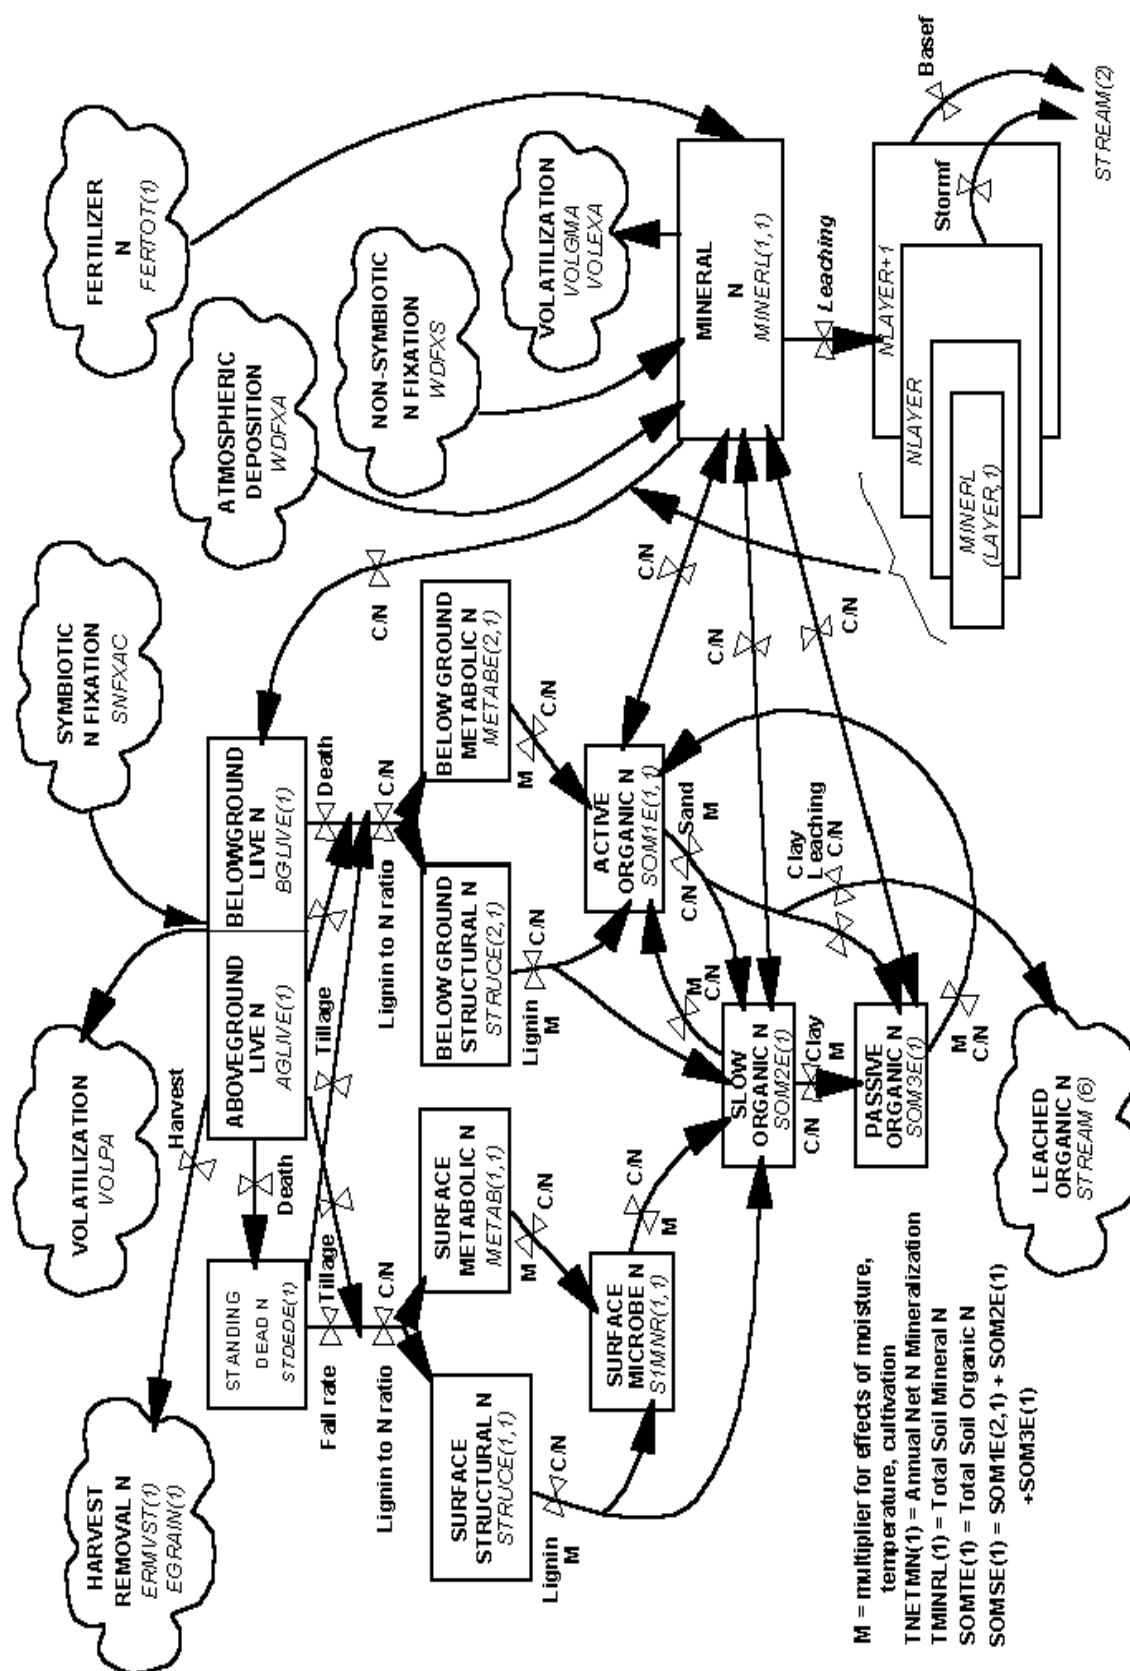 HARVEST
REMOVAL N
ERMVST(1)
EGRAIN(1)
VOLATILIZATION
VOLPA
SYMBIOTIC
N FIXATION
SNFXAC
ATMOSPHERIC
DEPOSITION
WDFXA
FERTILIZER
N
FERTOT(1)
NON-SYMBIOTIC
N FIXATION
WDFXS
VOLATILIZATION
VOLGMA
VOLEXA
Harvest
STANDING
DEAD N
STDEDE(1)
Death
ABOVEGROUND
LIVE N
AGLIVE(1)
BELOWGROUND
LIVE N
BGLIVE(1)
Fall rate
Tillage
Tillage
Death
C/N
Lignin to N ratio
C/N
Lignin to N ratio
C/N
SURFACE
STRUCTURAL N
STRUCE(1,1)
SURFACE
METABOLIC N
METAB(1,1)
BELOW GROUND
STRUCTURAL N
STRUCE(2,1)
BELOW GROUND
METABOLIC N
METABE(2,1)
Lignin
M
C/N
M
C/N
Lignin
M
C/N
M
C/N
SURFACE
MICROBE N
S1MNR(1,1)
M
C/N
ACTIVE
ORGANIC N
SOM1E(1,1)
C/N
Sand
M
M
C/N
SLOW
ORGANIC N
SOM2E(1)
C/N
Clay
M
Clay
Leaching
C/N
PASSIVE
ORGANIC N
SOM3E(1)
M
C/N
LEACHED
ORGANIC N
STREAM (6)
C/N
C/N
C/N
MINERAL
N
MINERL(1,1)
Leaching
NLAYER+1
NLAYER
MINERL
(LAYER,1)
Stormf
Basef
STREAM(2)
M = multiplier for effects of moisture,
temperature, cultivation
TNETMN(1) = Annual Net N Mineralization
TMINRL(1) = Total Soil Mineral N
SOMTE(1) = Total Soil Organic N
SOMSE(1) = SOM1E(2,1) + SOM2E(1)
+SOM3E(1)